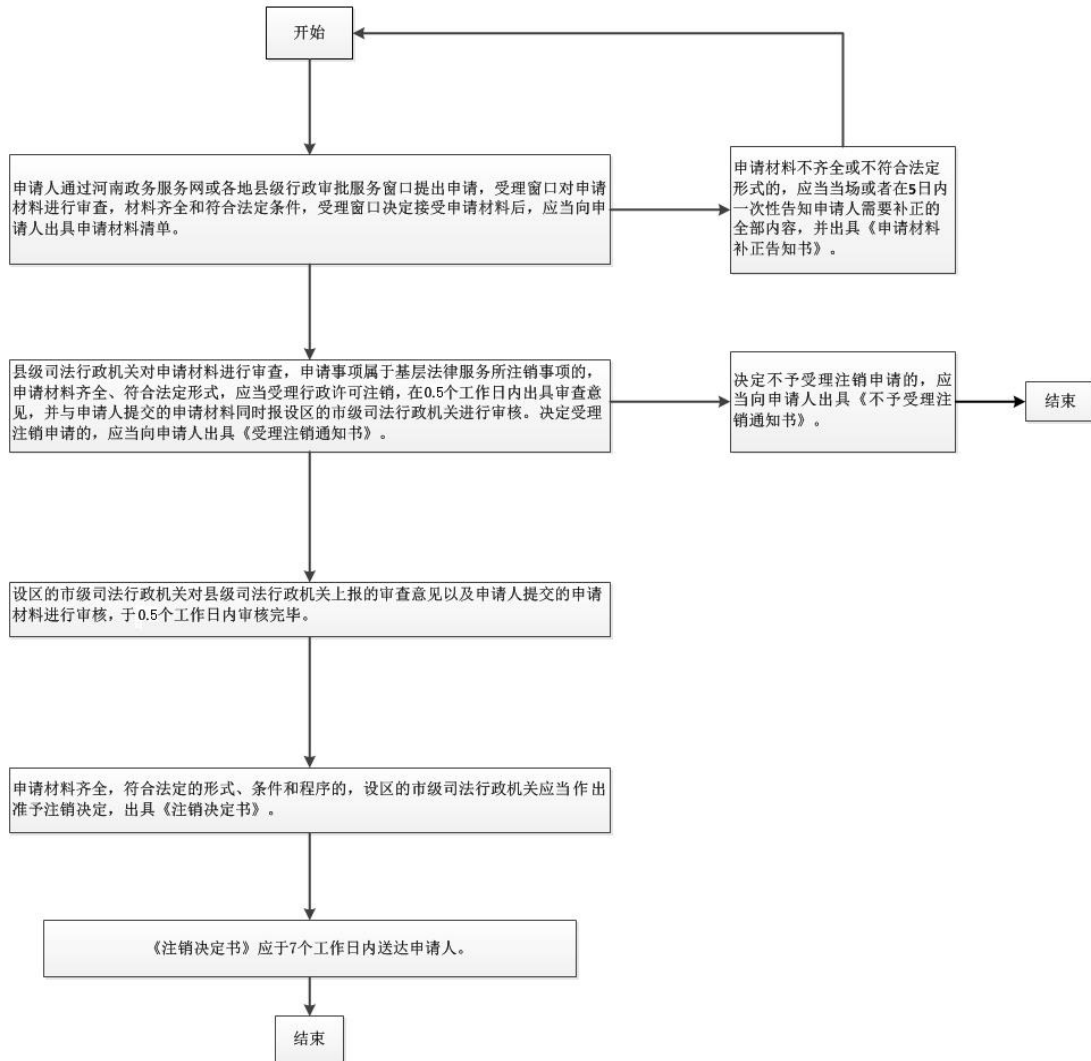 开始
申请人通过河南政务服务网或各地县级行政审批服务窗口提出申请，受理窗口对申请
材料进行审查，材料齐全和符合法定条件，受理窗口决定接受申请材料后，应当向申
请人出具申请材料清单。
申请材料不齐全或不符合法定
形式的，应当当场或者在5日内
一次性告知申请人需要补正的
全部内容，并出具《申请材料
补正告知书》。
县级司法行政机关对申请材料进行审查，申请事项属于基层法律服务所注销事项的，
申请材料齐全、符合法定形式，应当受理行政许可注销，在0.5个工作日内出具审查意
见，并与申请人提交的申请材料同时报设区的市级司法行政机关进行审核。决定受理
注销申请的，应当向申请人出具《受理注销通知书》。
决定不予受理注销申请的，应
当向申请人出具《不予受理注
销通知书》。
结束
设区的市级司法行政机关对县级司法行政机关上报的审查意见以及申请人提交的申请
材料进行审核，于0.5个工作日内审核完毕。
申请材料齐全，符合法定的形式、条件和程序的，设区的市级司法行政机关应当作出
准予注销决定，出具《注销决定书》。
《注销决定书》应于7个工作日内送达申请人。
结束